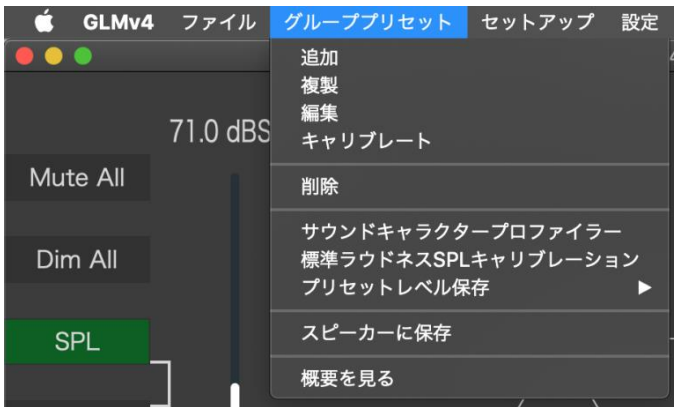 GLMv4 ファイル グループプリセット セットアップ 設定
追加
複製
編集
71.0 dBS
キャリブレート
Mute All
削除
サウンドキャラクタープロファイラー
Dim All
標準ラウドネスSPLキャリブレーション
プリセットレベル保存
SPL
スピーカーに保存
概要を見る